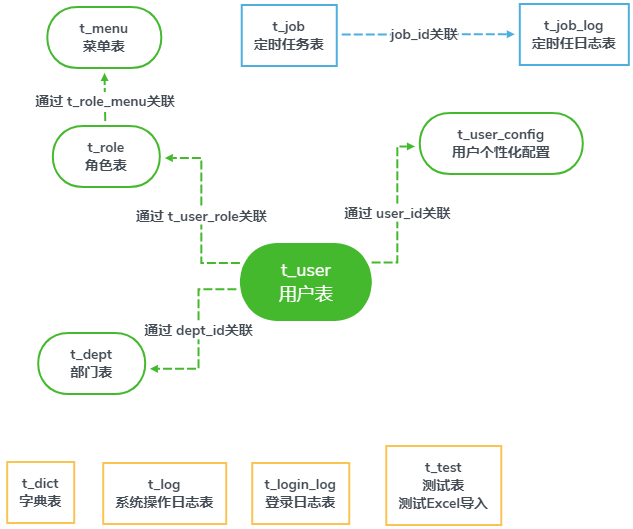 t_menu
菜单表
t_job
定时任务表
job_id关联
t_job_log
定时任日志表
通过 t_role_menu关联
t_role
角色表
t_user_config
用户个性化配置
通过 t_user_role关联
通过 user_id关联
t_user
用户表
通过 dept_id关联
t_dept
部门表
t_dict
字典表
t_log
系统操作日志表
t_login_log
登录日志表
t_test
测试表
测试Excel导入